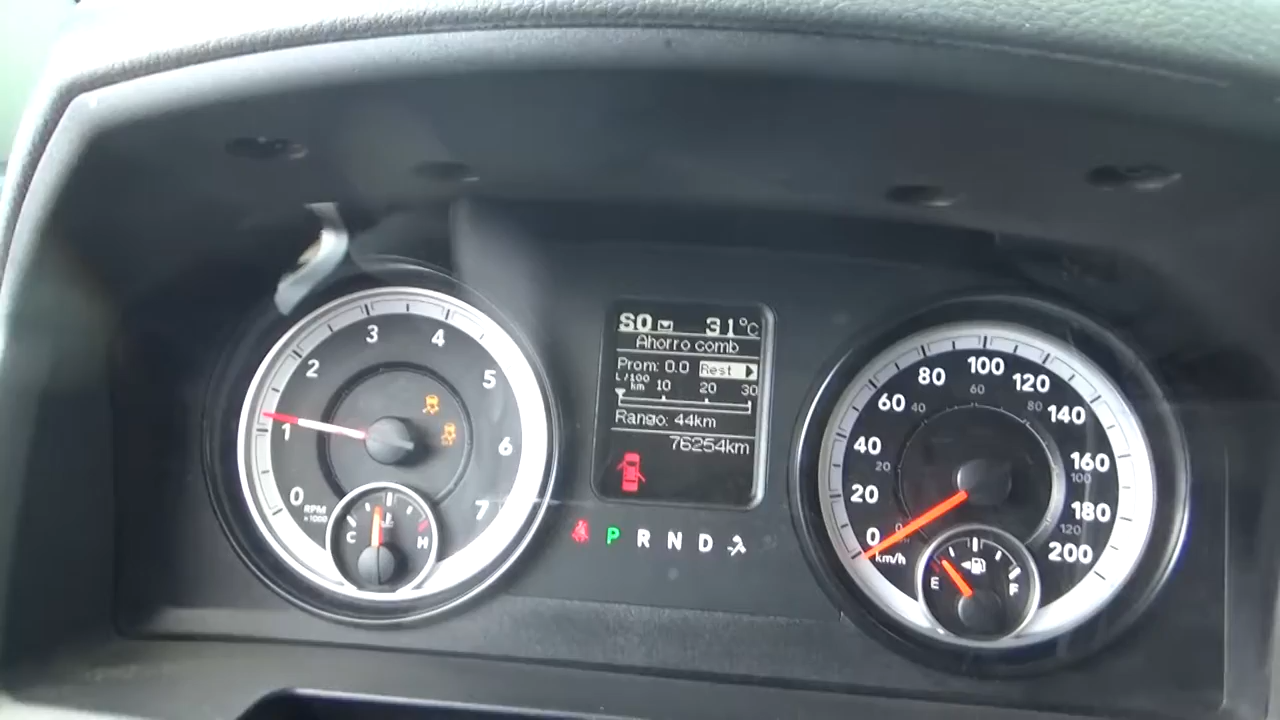 SO 31°C
Ahorro comb
Prom: 0.0 Rest
L/100
km 10 20 30
Rango: 44km
76254km
P R N D
0 1 2 3 4 5 6 7
RPM
x1000
C H
0 20 40 60 80 100 120 140 160 180 200
0 20 40 60 80 100 120
km/h
E F